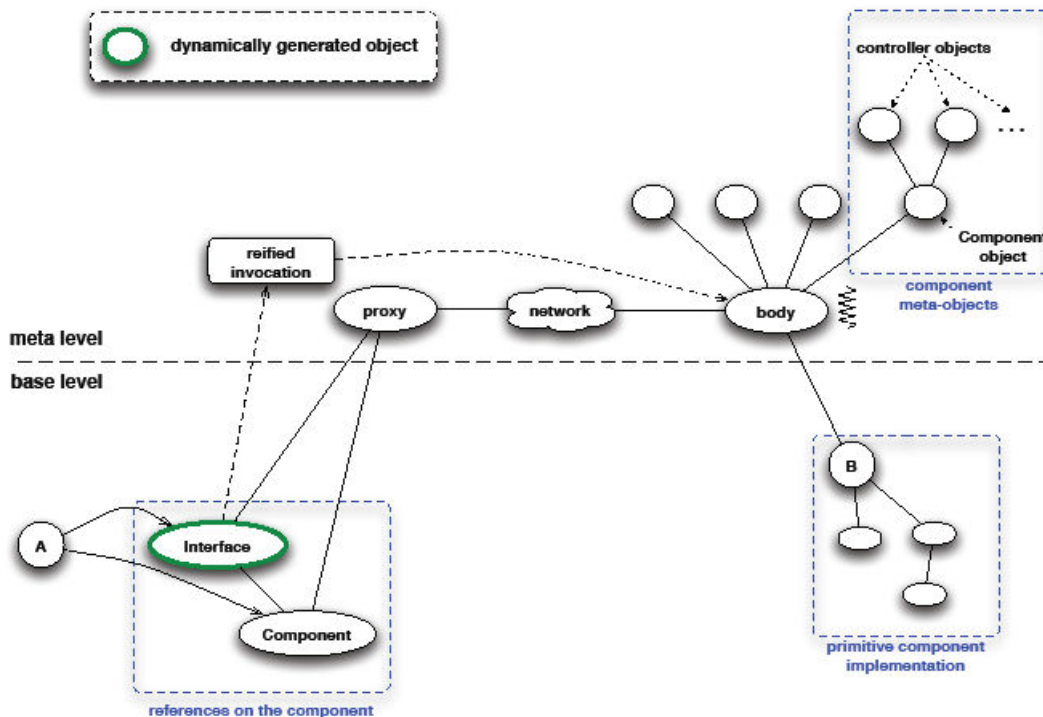 dynamically generated object
controller objects
...
Component
object
component
meta-objects
reified
invocation
proxy
network
body
meta level
base level
A
Interface
Component
references on the component
B
primitive component
implementation